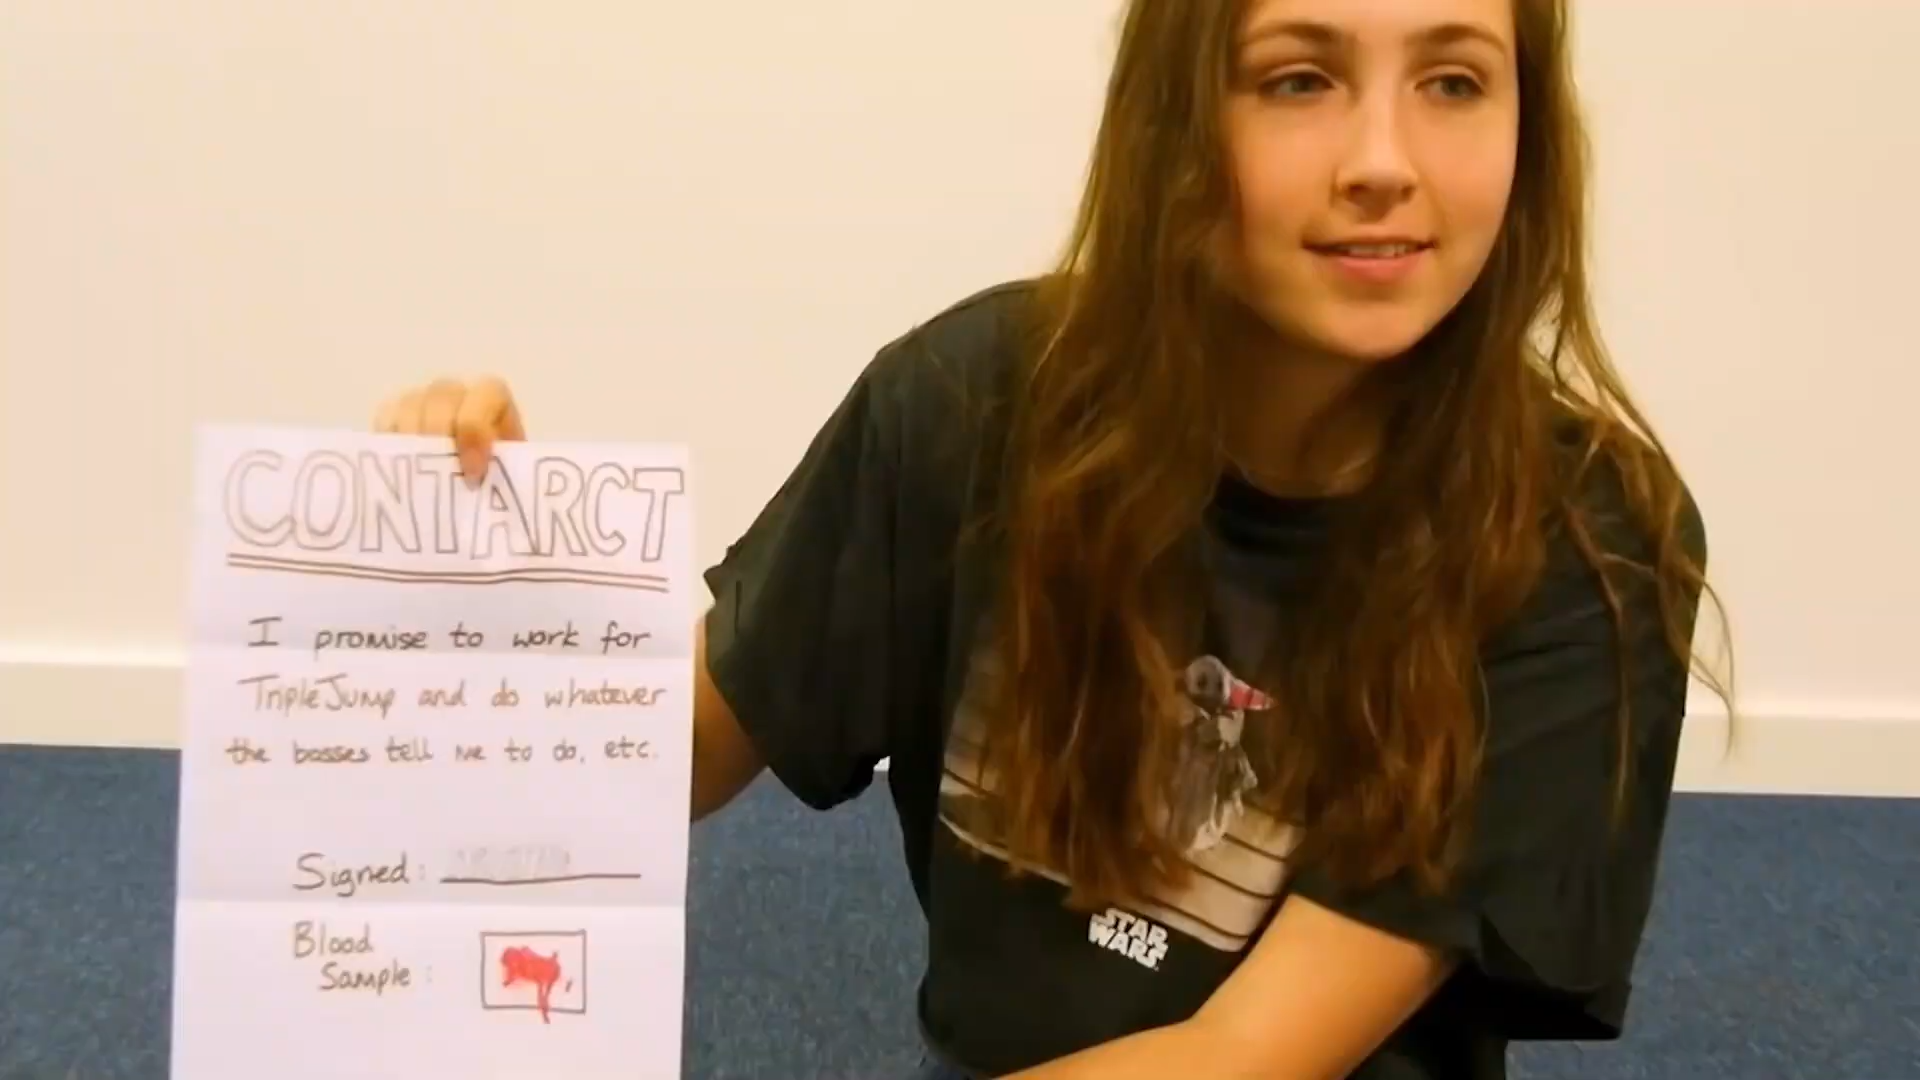 CONTARCT
I promise to work for
TripleJump and do whatever
the bosses tell me to do, etc.
Signed:
Blood
Sample:
STAR
WARS